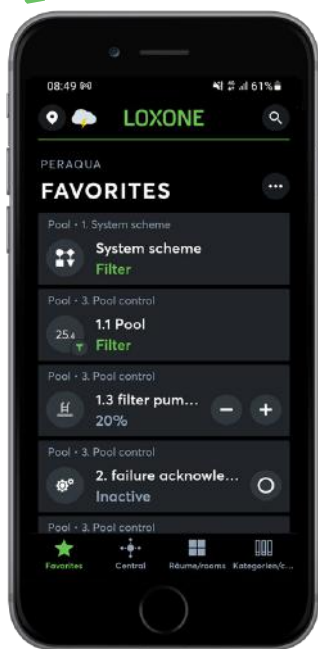 08:49
61%
LOXONE
PERAQUA
FAVORITES
Pool • 1. System scheme
System scheme
Filter
Pool • 3. Pool control
25.4
1.1 Pool
Filter
Pool • 3. Pool control
1.3 filter pum...
20%
Pool • 3. Pool control
2. failure acknowle...
Inactive
Pool • 3. Pool control
Favorites Central Räume/rooms Kategorien/c...